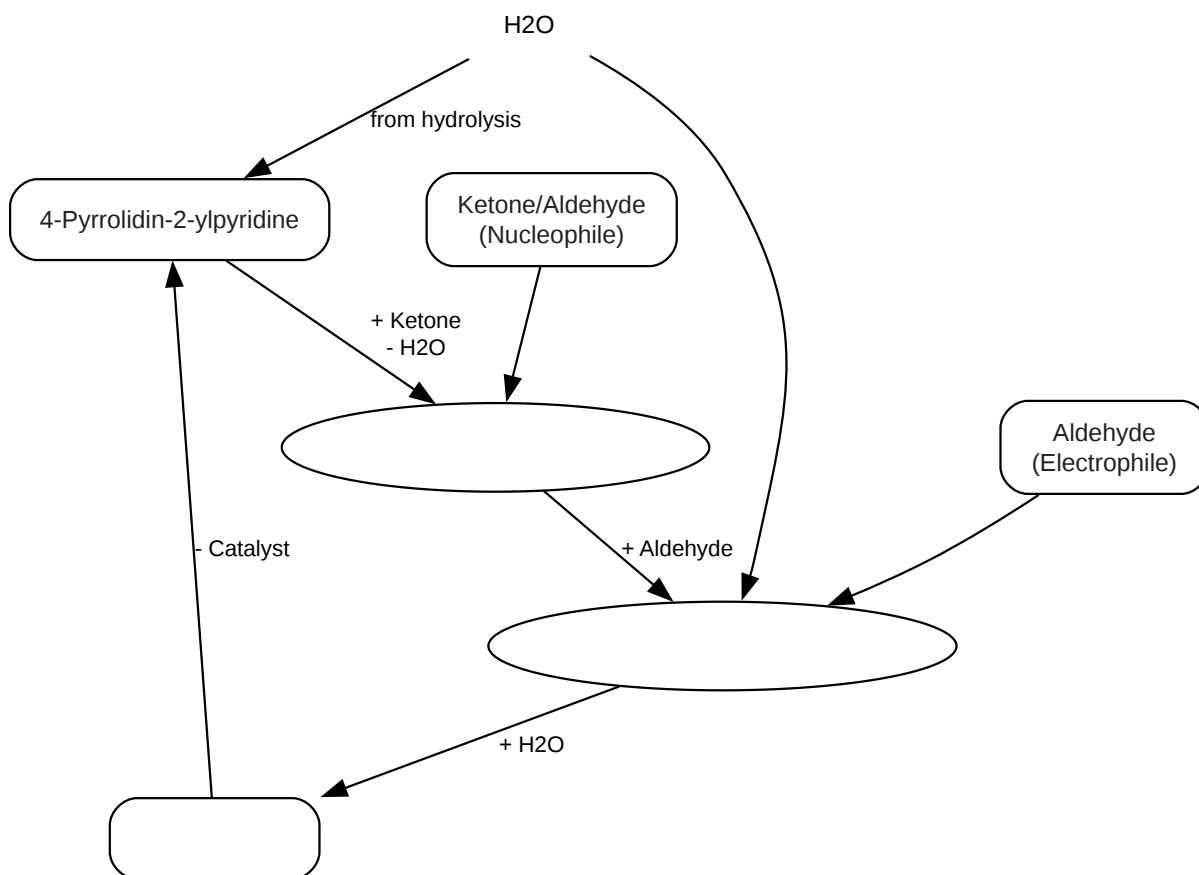 H2O
from hydrolysis
4-Pyrrolidin-2-ylpyridine
Ketone/Aldehyde
(Nucleophile)
+ Ketone
- H2O
Aldehyde
(Electrophile)
- Catalyst
+ Aldehyde
+ H2O